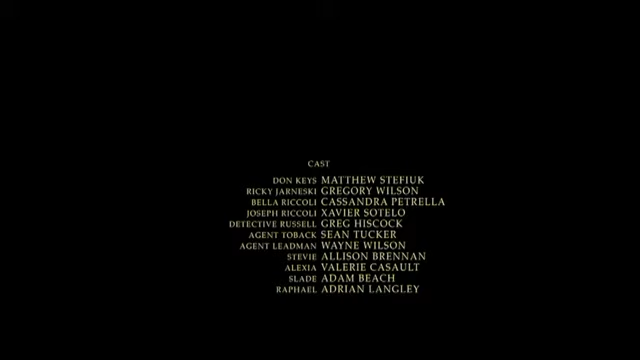 CAST
DON KEYS MATTHEW STEFIUK
RICKY JARNESKI GREGORY WILSON
BELLA RICCOLI CASSANDRA PETRELLA
JOSEPH RICCOLI XAVIER SOTELO
DETECTIVE RUSSELL GREG HISCOCK
AGENT TOBACK SEAN TUCKER
AGENT LEADMAN WAYNE WILSON
STEVIE ALLISON BRENNAN
ALEXIA VALERIE CASAULT
SLADE ADAM BEACH
RAPHAEL ADRIAN LANGLEY